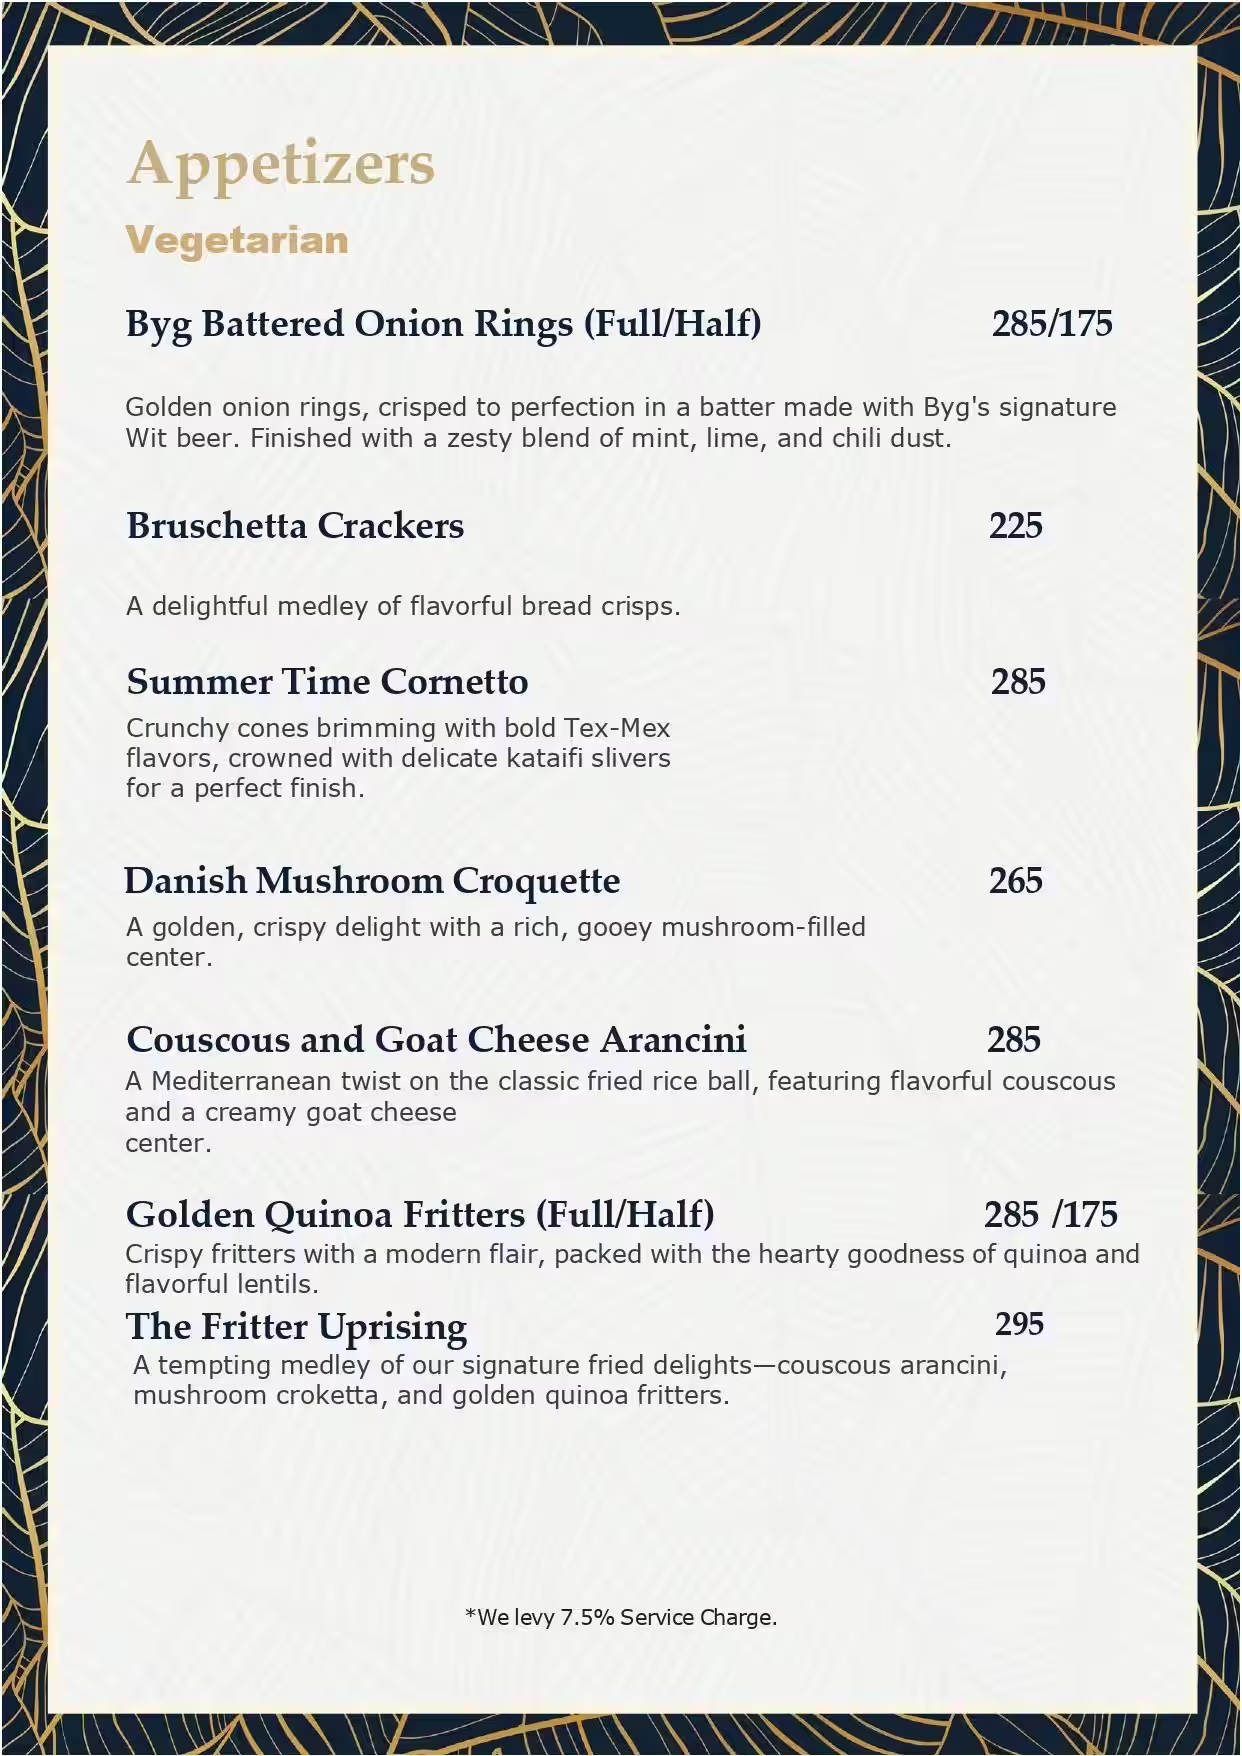 Appetizers
Vegetarian
Byg Battered Onion Rings (Full/Half) 285/175
Golden onion rings, crisped to perfection in a batter made with Byg's signature
Wit beer. Finished with a zesty blend of mint, lime, and chili dust.
Bruschetta Crackers 225
A delightful medley of flavorful bread crisps.
Summer Time Cornetto 285
Crunchy cones brimming with bold Tex-Mex
flavors, crowned with delicate kataifi slivers
for a perfect finish.
Danish Mushroom Croquette 265
A golden, crispy delight with a rich, gooey mushroom-filled
center.
Couscous and Goat Cheese Arancini 285
A Mediterranean twist on the classic fried rice ball, featuring flavorful couscous
and a creamy goat cheese
center.
Golden Quinoa Fritters (Full/Half) 285 /175
Crispy fritters with a modern flair, packed with the hearty goodness of quinoa and
flavorful lentils.
The Fritter Uprising 295
A tempting medley of our signature fried delights—couscous arancini,
mushroom croketta, and golden quinoa fritters.
*We levy 7.5% Service Charge.